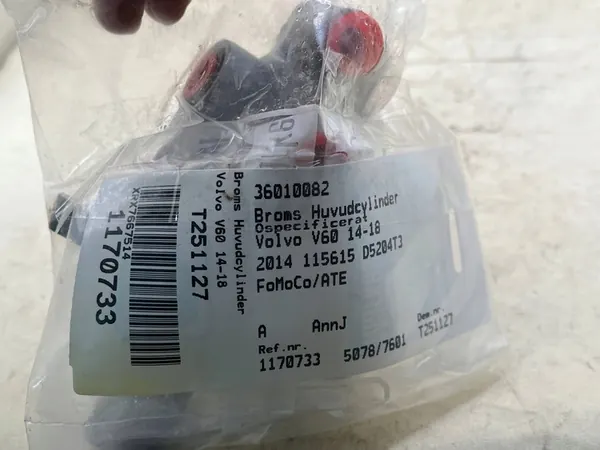 36010082
Broms Huvudcylinder
Ospecificerat
Volvo V60 14-18
2014 115615 D5204T3
FoMoCo/ATE
A AnnJ
Ref.nr. Dem.nr.
1170733 5078/7601 T251127
Broms Huvudcylinder
Volvo V60 14-18
T251127
XRX7067514
1170733